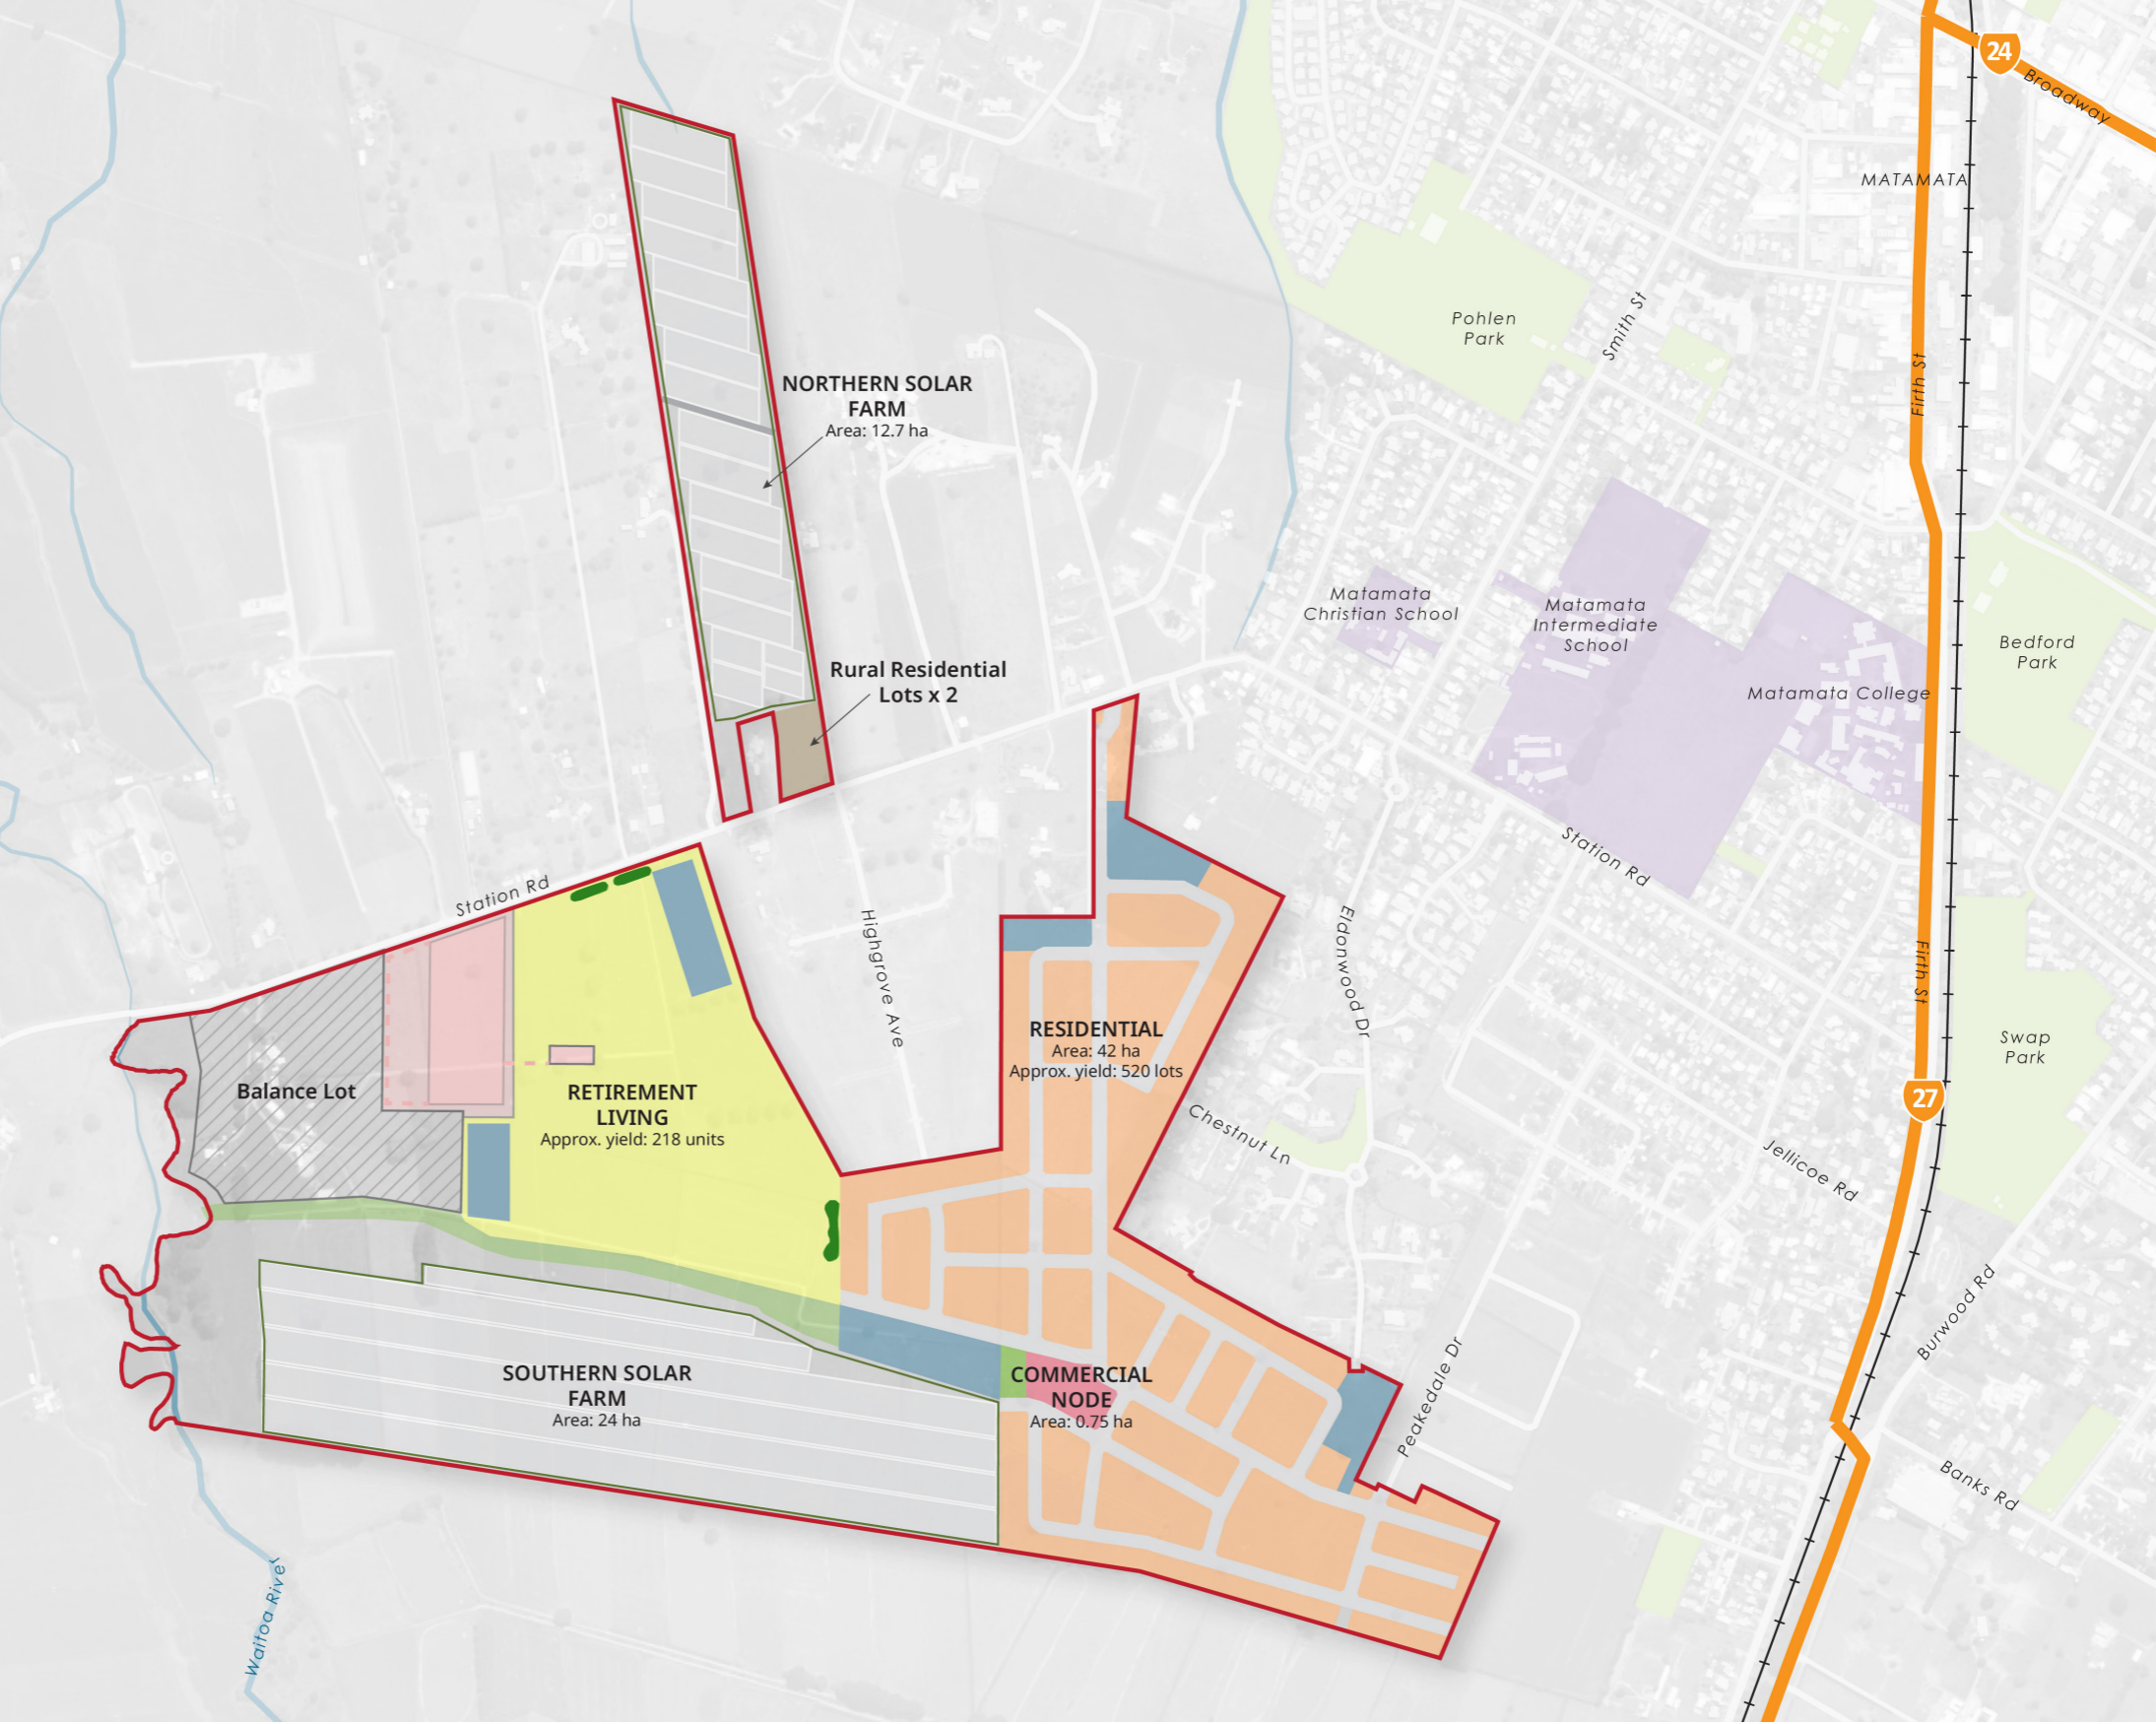 24
Broadway
MATAMATA
Pohlen
Park
Smith St
Firth St
NORTHERN SOLAR
FARM
Area: 12.7 ha
Matamata
Christian School
Matamata
Intermediate
School
Bedford
Park
Matamata College
Rural Residential
Lots x 2
Station Rd
Station Rd
Highgrove Ave
Eldonwood Dr
Firth St
RESIDENTIAL
Area: 42 ha
Approx. yield: 520 lots
Swap
Park
Balance Lot
RETIREMENT
LIVING
Approx. yield: 218 units
27
Chestnut Ln
Jellicoe Rd
Burwood Rd
SOUTHERN SOLAR
FARM
Area: 24 ha
COMMERCIAL
NODE
Area: 0.75 ha
Peakedale Dr
Banks Rd
Waitoa River